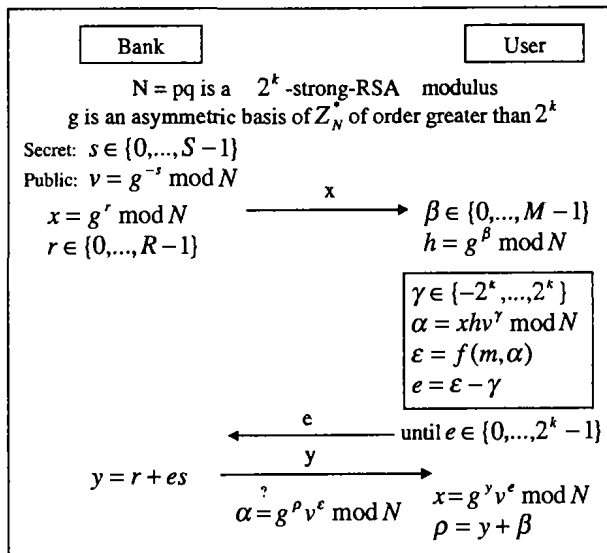 Bank User
N = pq is a 2^k -strong-RSA modulus
g is an asymmetric basis of Z_N^* of order greater than 2^k
Secret: s ∈ {0,...,S−1}
Public: v = g^{-s} mod N
x
x = g^r mod N β ∈ {0,...,M−1}
r ∈ {0,...,R−1} h = g^β mod N
γ ∈ {−2^k,...,2^k}
α = xhv^γ mod N
ε = f(m,α)
e = ε − γ
e until e ∈ {0,...,2^k −1}
y = r + es y x = g^y v^e mod N
α ?= g^ρ v^ε mod N ρ = y + β